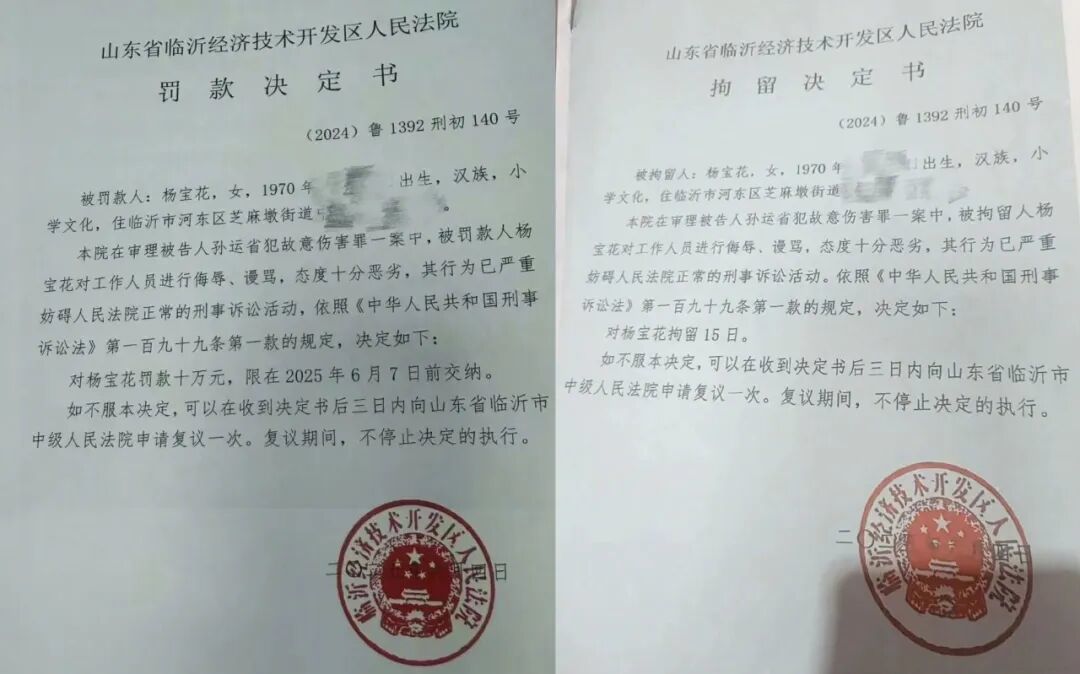 山东省临沂经济技术开发区人民法院
罚款决定书
（2024）鲁1392刑初140号
被罚款人：杨宝花，女，1970年 出生，汉族，小
学文化，住临沂市河东区芝麻墩街道 。
本院在审理被告人孙运省犯故意伤害罪一案中，被罚款人杨
宝花对工作人员进行侮辱、谩骂，态度十分恶劣，其行为已严重
妨碍人民法院正常的刑事诉讼活动，依照《中华人民共和国刑事
诉讼法》第一百九十九条第一款的规定，决定如下：
对杨宝花罚款十万元，限在2025年6月7日前交纳。
如不服本决定，可以在收到决定书后三日内向山东省临沂市
中级人民法院申请复议一次。复议期间，不停止决定的执行。
二 月 日
临沂经济技术开发区人民法院
山东省临沂经济技术开发区人民法院
拘留决定书
（2024）鲁1392刑初140号
被拘留人：杨宝花，女，1970年 出生，汉族，小
学文化，住临沂市河东区芝麻墩街道
本院在审理被告人孙运省犯故意伤害罪一案中，被拘留人杨
宝花对工作人员进行侮辱、谩骂，态度十分恶劣，其行为已严重
妨碍人民法院正常的刑事诉讼活动。依照《中华人民共和国刑事
诉讼法》第一百九十九条第一款的规定，决定如下：
对杨宝花拘留15日。
如不服本决定，可以在收到决定书后三日内向山东省临沂市
中级人民法院申请复议一次。复议期间，不停止决定的执行。
二〇 日
临沂经济技术开发区人民法院